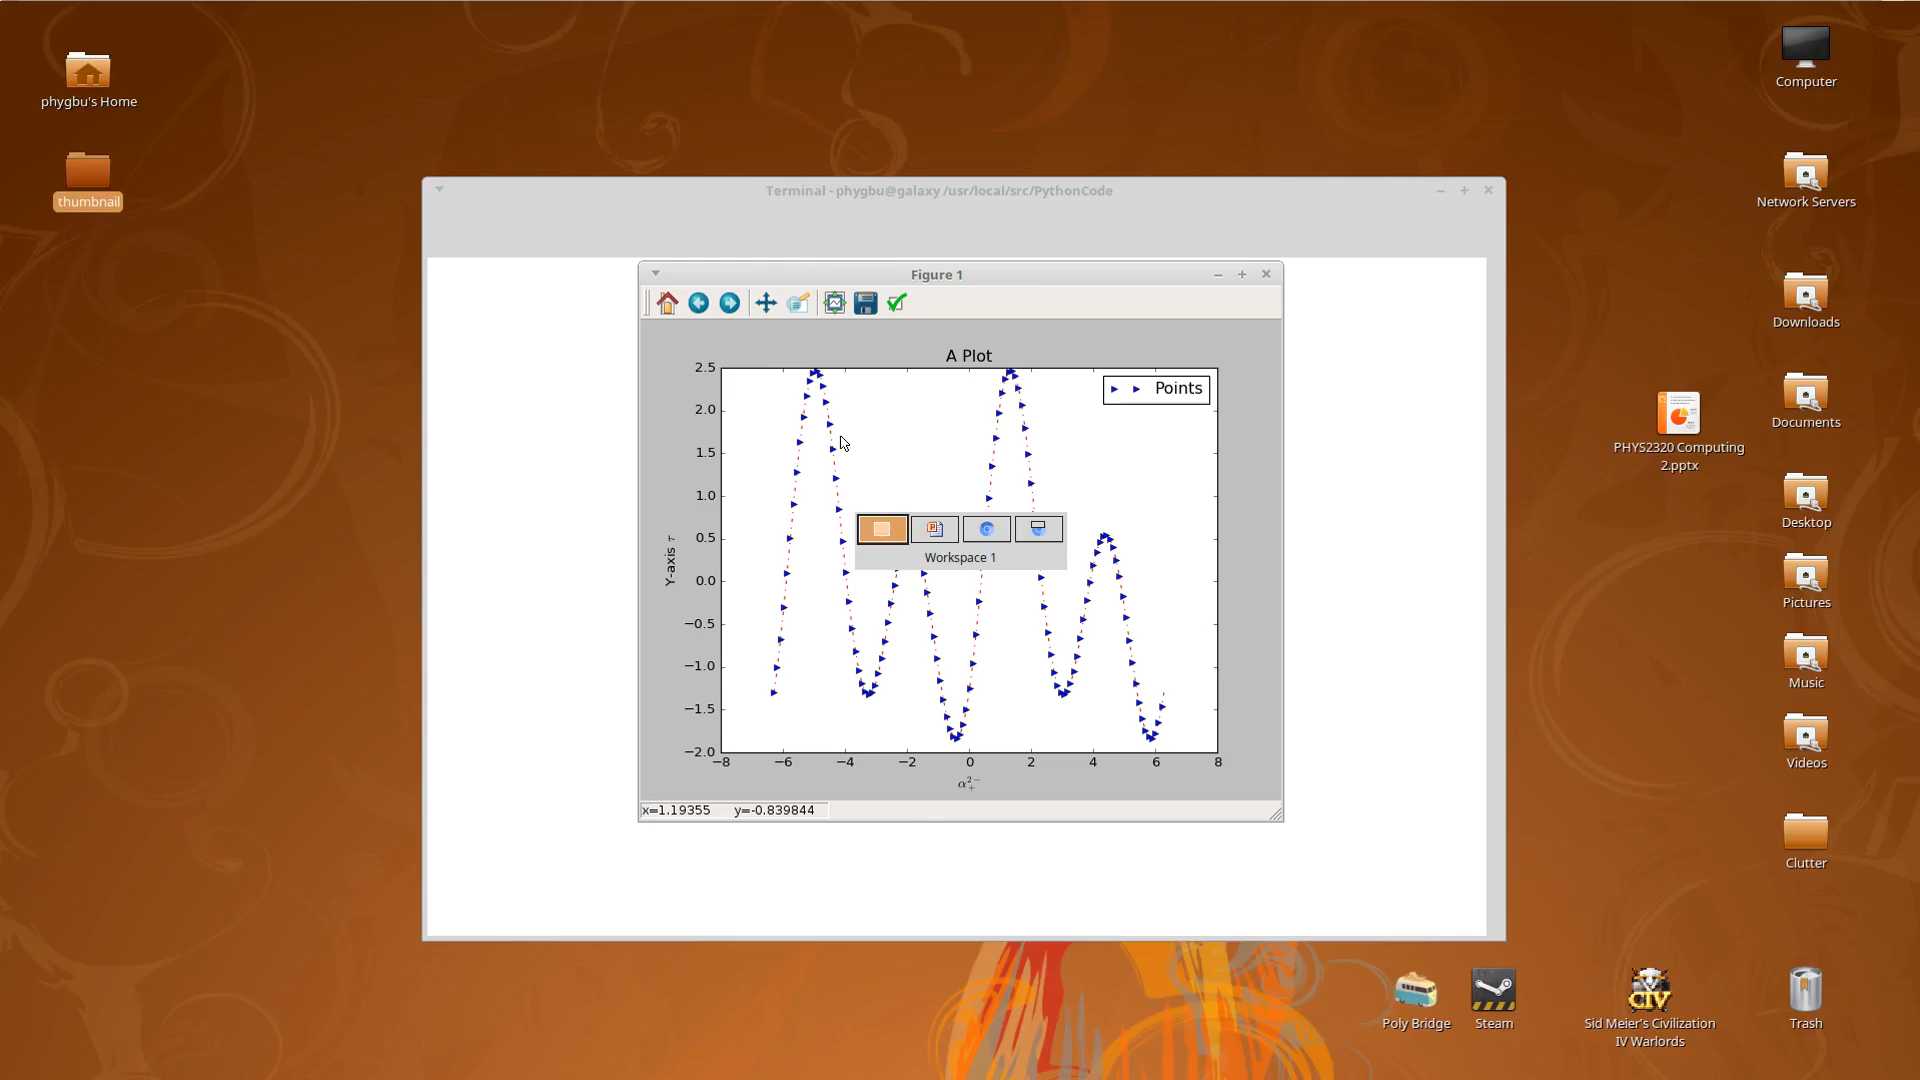 phygbu's Home
thumbnail
Terminal - phygbu@galaxy /usr/local/src/PythonCode
Figure 1
A Plot
Points
2.5
2.0
1.5
1.0
0.5
0.0
−0.5
−1.0
−1.5
−2.0
Y-axis τ
−8 −6 −4 −2 0 2 4 6 8
α₊²⁻
Workspace 1
x=1.19355 y=-0.839844
PHYS2320 Computing
2.pptx
Computer
Network Servers
Downloads
Documents
Desktop
Pictures
Music
Videos
Clutter
Poly Bridge
Steam
CIV
Sid Meier's Civilization
IV Warlords
Trash